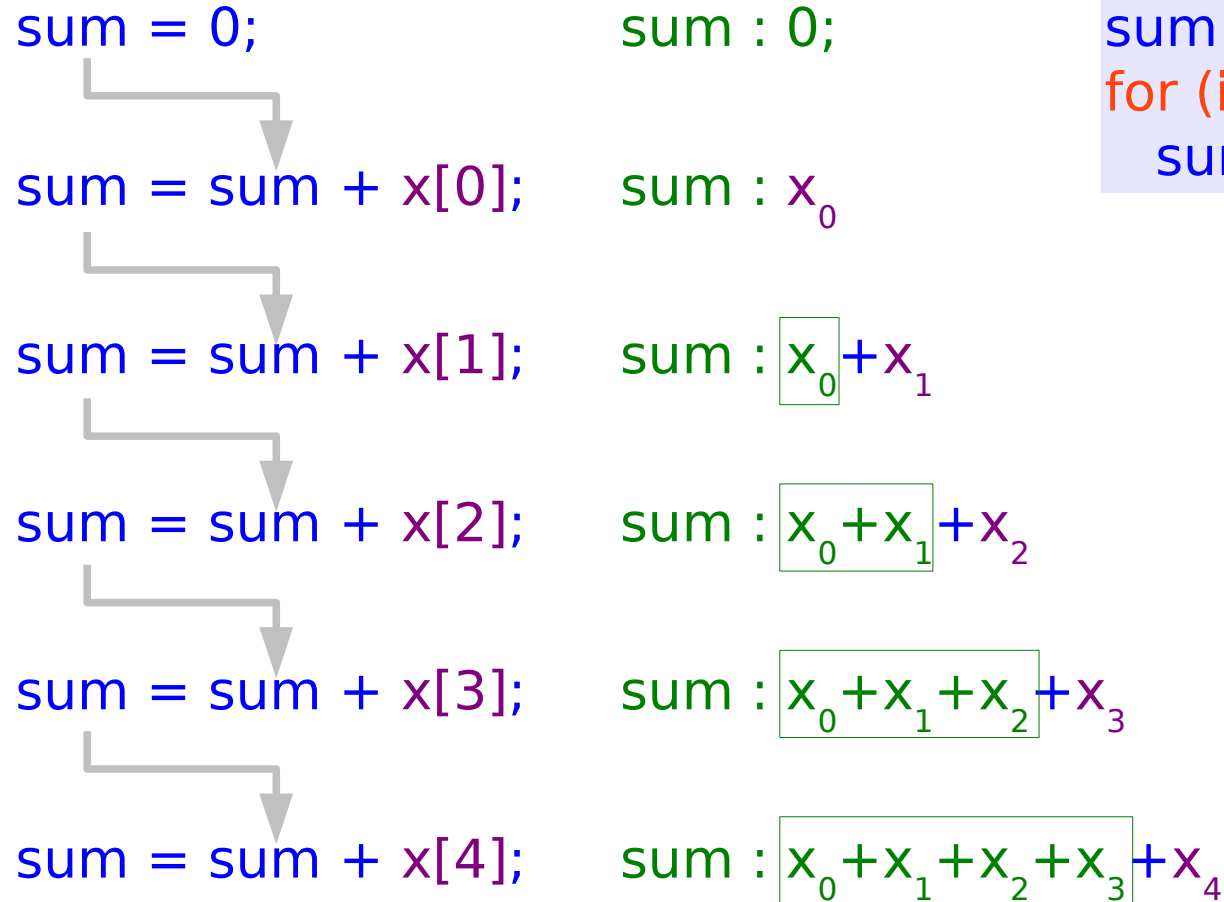 sum = 0;
sum : 0;
sum
for (i
sum = sum + x[0];
sum : x₀
sum = sum + x[1];
sum : x₀+x₁
sum = sum + x[2];
sum : x₀+x₁+x₂
sum = sum + x[3];
sum : x₀+x₁+x₂+x₃
sum = sum + x[4];
sum : x₀+x₁+x₂+x₃+x₄